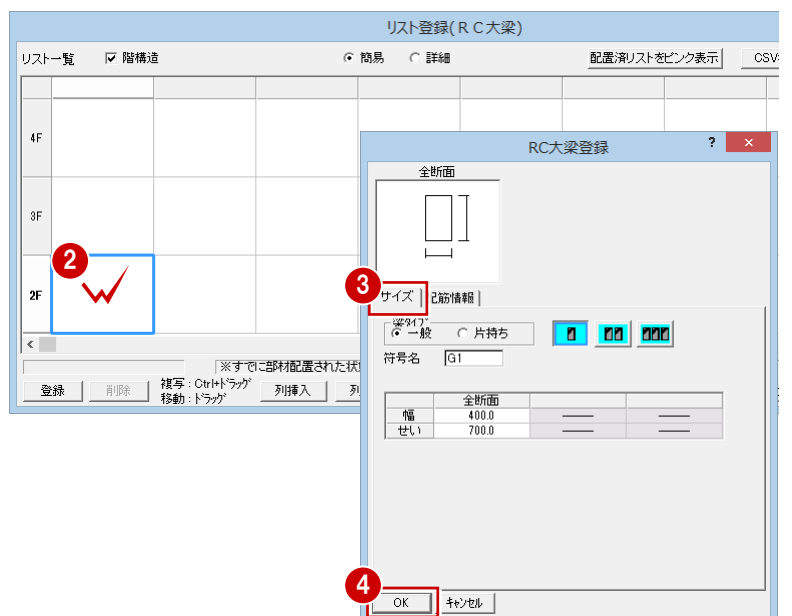 リスト登録(ＲＣ大梁)
リスト一覧 階構造 簡易 詳細 配置済リストをピンク表示 CSV
4F
3F
2
2F
<
※すでに部材配置された状
登録 削除 複写：Ctrl+ドラッグ 列挿入 列
移動：ドラッグ
RC大梁登録 ? ×
全断面
3
サイズ 配筋情報
梁タイプ
一般 片持ち
符号名 G1
全断面
幅 400.0
せい 700.0
4
OK キャンセル